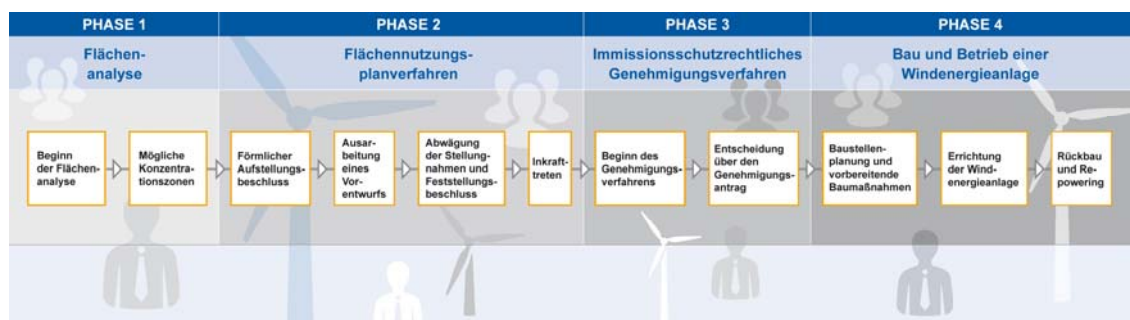 PHASE 1
PHASE 2
PHASE 3
PHASE 4
Flächen-
analyse
Flächennutzungs-
planverfahren
Immissionsschutzrechtliches
Genehmigungsverfahren
Bau und Betrieb einer
Windenergieanlage
Beginn
der Flächen-
analyse
Mögliche
Konzentra-
tionszonen
Förmlicher
Aufstellungs-
beschluss
Ausar-
beitung
eines
Vor-
entwurfs
Abwägung
der Stellung-
nahmen und
Feststellungs-
beschluss
Inkraft-
treten
Beginn des
Genehmigungs-
verfahrens
Entscheidung
über den
Genehmigungs-
antrag
Baustellen-
planung und
vorbereitende
Baumaßnahmen
Errichtung
der Wind-
energieanlage
Rückbau
und Re-
powering